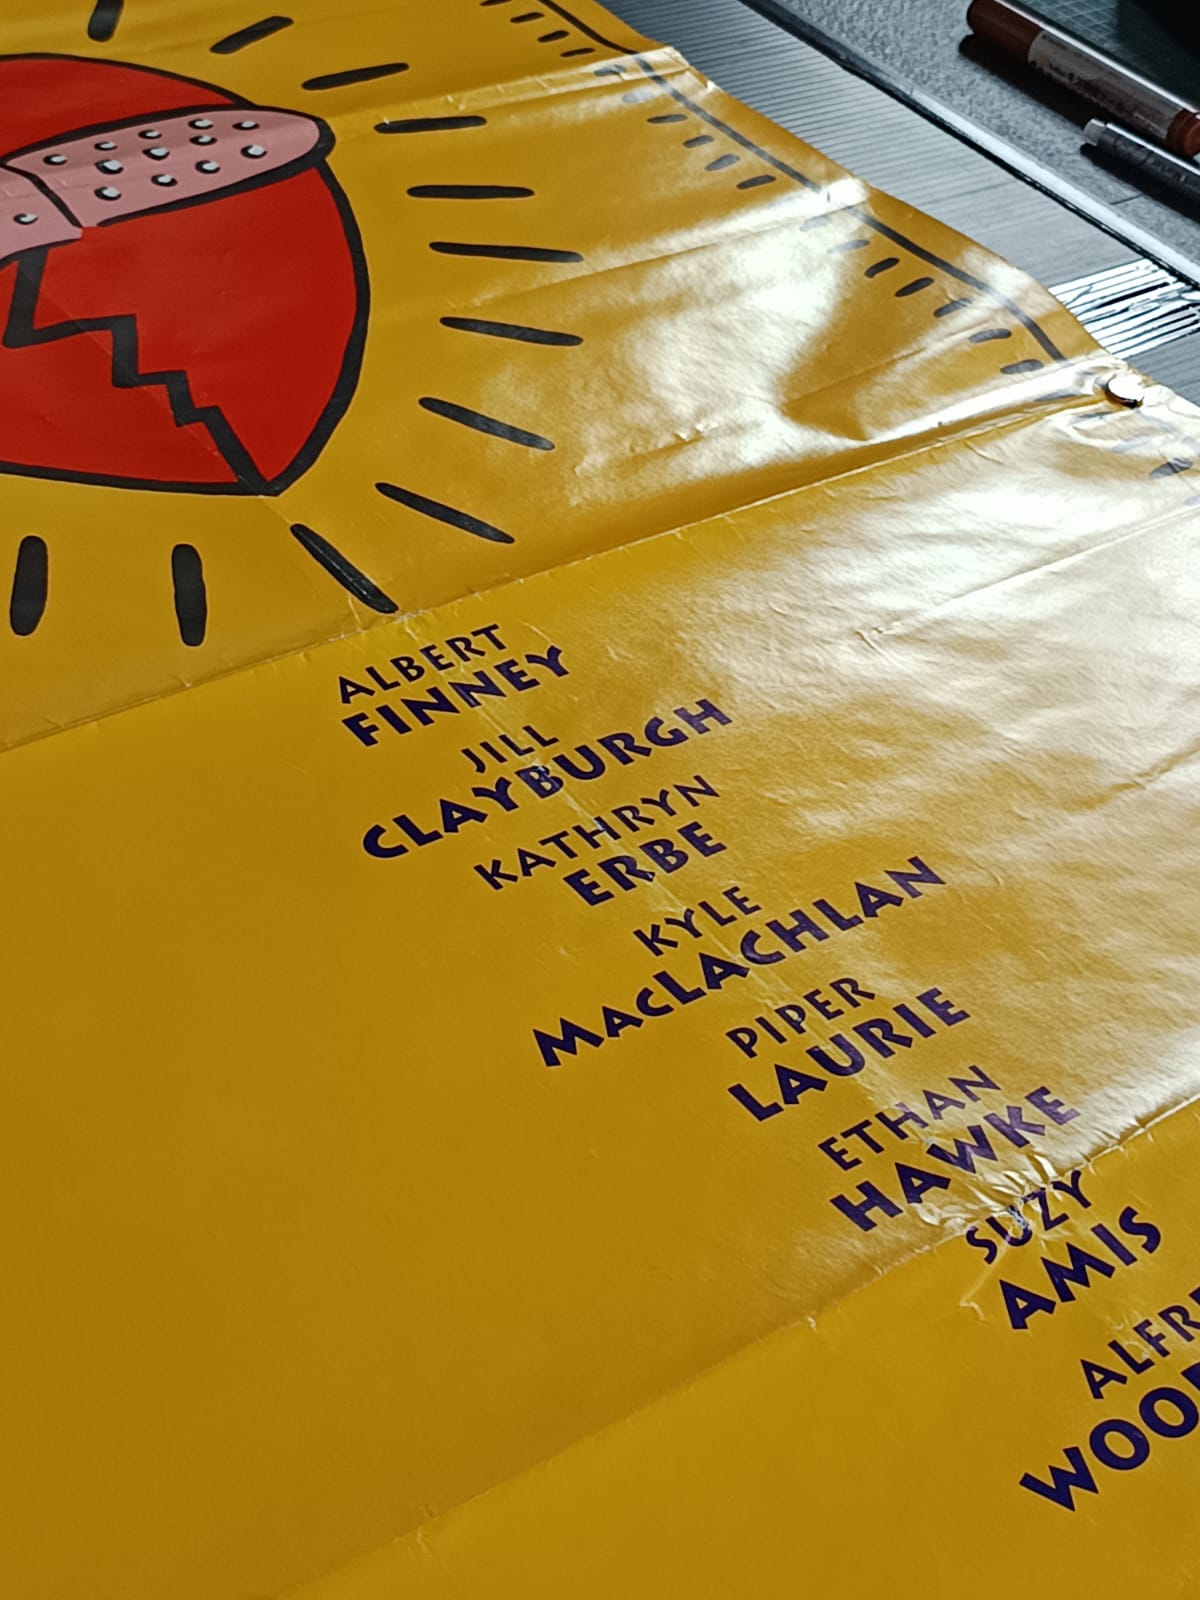 ALBERT
FINNEY
JILL
CLAYBURGH
KATHRYN
ERBE
KYLE
MACLACHLAN
PIPER
LAURIE
ETHAN
HAWKE
SUZY
AMIS